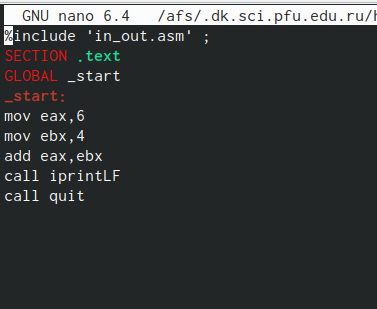 GNU nano 6.4 /afs/.dk.sci.pfu.edu.ru/h
%include 'in_out.asm' ;
SECTION .text
GLOBAL _start
_start:
mov eax,6
mov ebx,4
add eax,ebx
call iprintLF
call quit